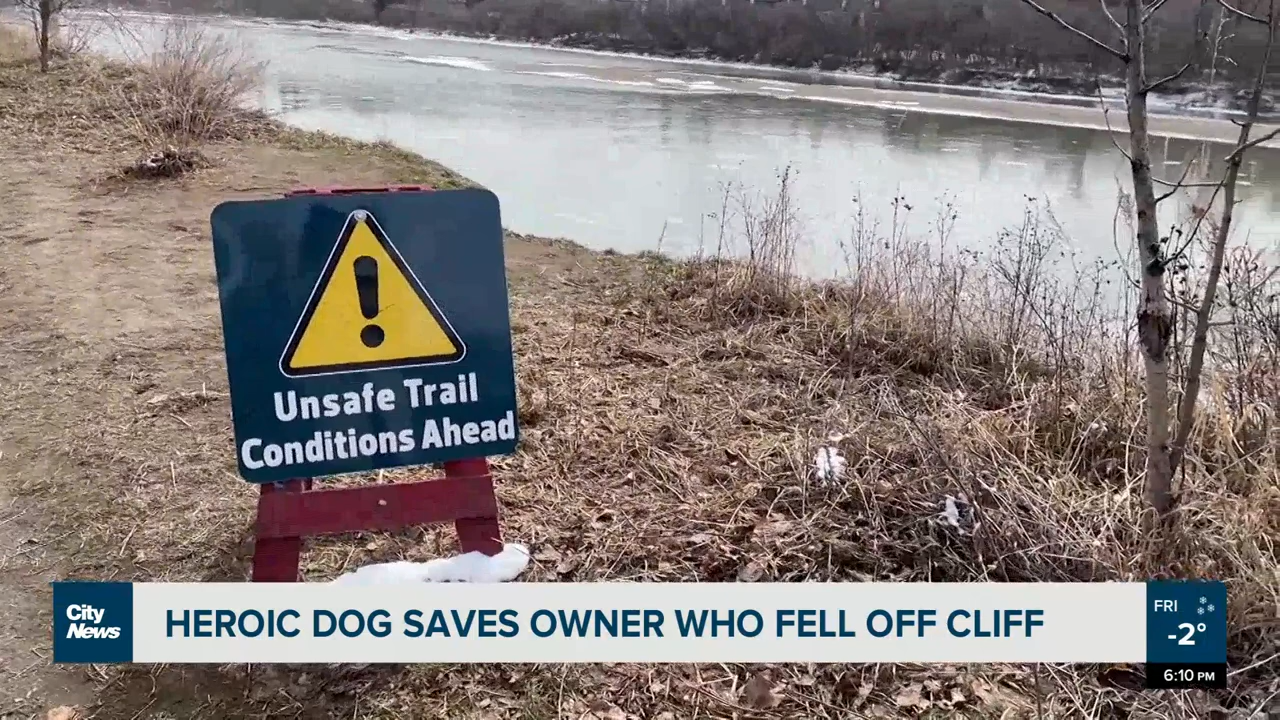 !
Unsafe Trail
Conditions Ahead
City
News
HEROIC DOG SAVES OWNER WHO FELL OFF CLIFF
FRI
-2°
6:10 PM